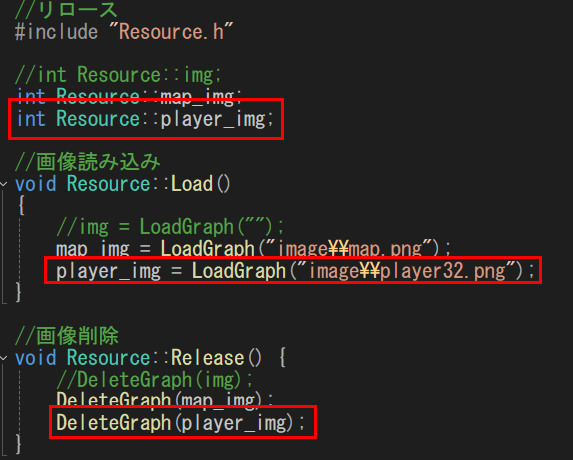 //リロース
#include "Resource.h"
//int Resource::img;
int Resource::map_img;
int Resource::player_img;
//画像読み込み
void Resource::Load()
{
//img = LoadGraph("");
map_img = LoadGraph("image¥¥map.png");
player_img = LoadGraph("image¥¥player32.png");
}
//画像削除
void Resource::Release() {
//DeleteGraph(img);
DeleteGraph(map_img);
DeleteGraph(player_img);
}